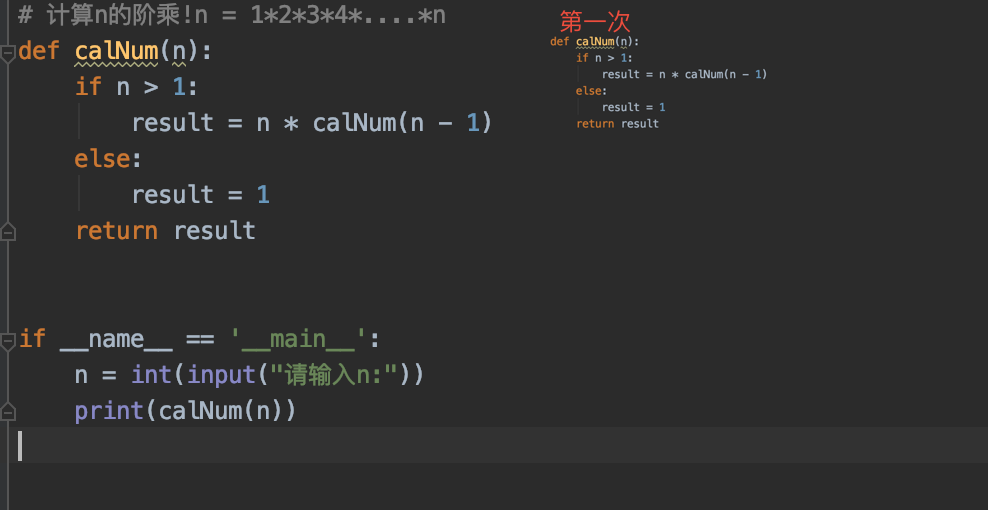 # 计算n的阶乘!n = 1*2*3*4*....*n
def calNum(n):
    if n > 1:
        result = n * calNum(n - 1)
    else:
        result = 1
    return result
if __name__ == '__main__':
    n = int(input("请输入n:"))
    print(calNum(n))
第一次
def calNum(n):
    if n > 1:
        result = n * calNum(n - 1)
    else:
        result = 1
    return result